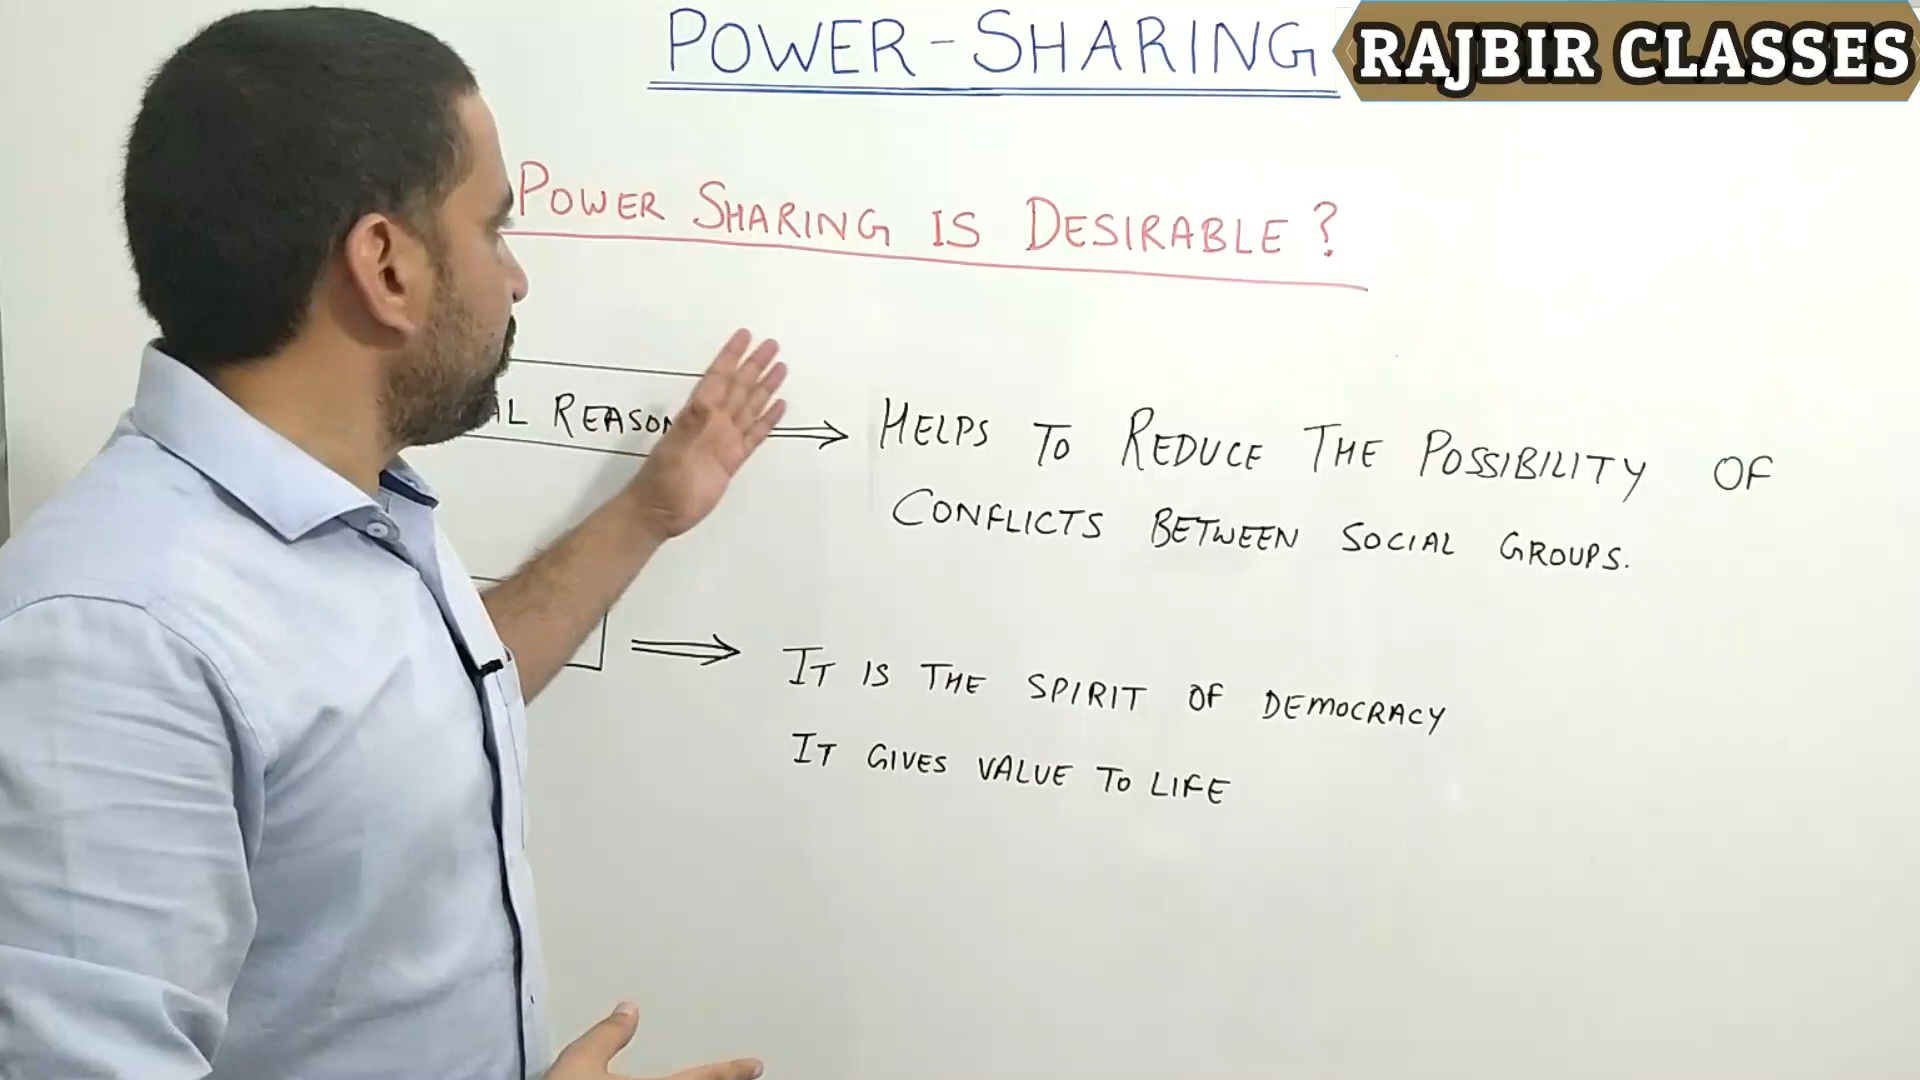 POWER-SHARING
RAJBIR CLASSES
POWER SHARING IS DESIRABLE?
HELPS TO REDUCE THE POSSIBILITY OF
CONFLICTS BETWEEN SOCIAL GROUPS.
IT IS THE SPIRIT OF DEMOCRACY
IT GIVES VALUE TO LIFE